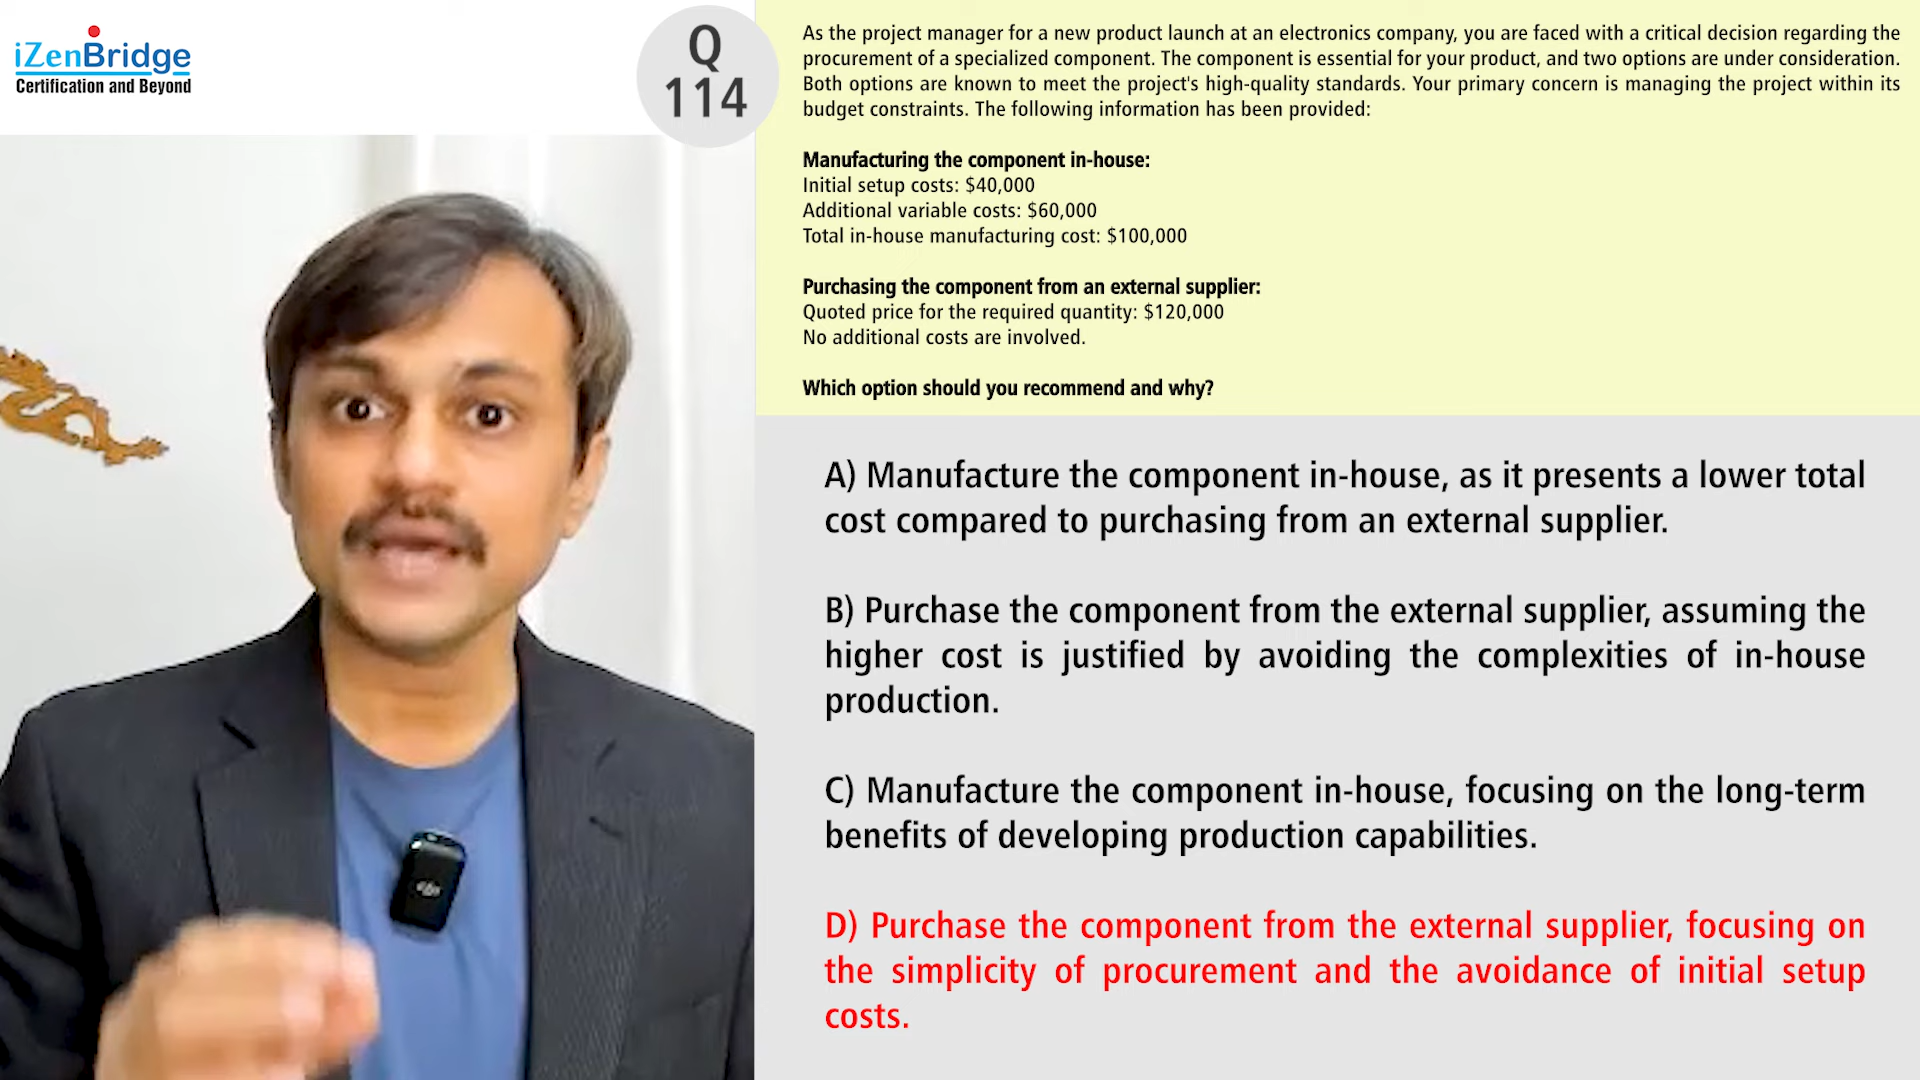 iZenBridge
Certification and Beyond
Q
114
As the project manager for a new product launch at an electronics company, you are faced with a critical decision regarding the
procurement of a specialized component. The component is essential for your product, and two options are under consideration.
Both options are known to meet the project's high-quality standards. Your primary concern is managing the project within its
budget constraints. The following information has been provided:
Manufacturing the component in-house:
Initial setup costs: $40,000
Additional variable costs: $60,000
Total in-house manufacturing cost: $100,000
Purchasing the component from an external supplier:
Quoted price for the required quantity: $120,000
No additional costs are involved.
Which option should you recommend and why?
A) Manufacture the component in-house, as it presents a lower total
cost compared to purchasing from an external supplier.
B) Purchase the component from the external supplier, assuming the
higher cost is justified by avoiding the complexities of in-house
production.
C) Manufacture the component in-house, focusing on the long-term
benefits of developing production capabilities.
D) Purchase the component from the external supplier, focusing on
the simplicity of procurement and the avoidance of initial setup
costs.
dji